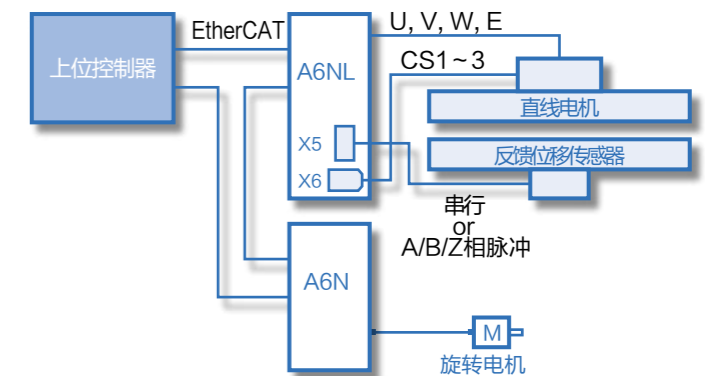 EtherCAT
U, V, W, E
上位控制器
A6NL
CS1~3
直线电机
X5
反馈位移传感器
X6
串行
or
A/B/Z相脉冲
A6N
M
旋转电机